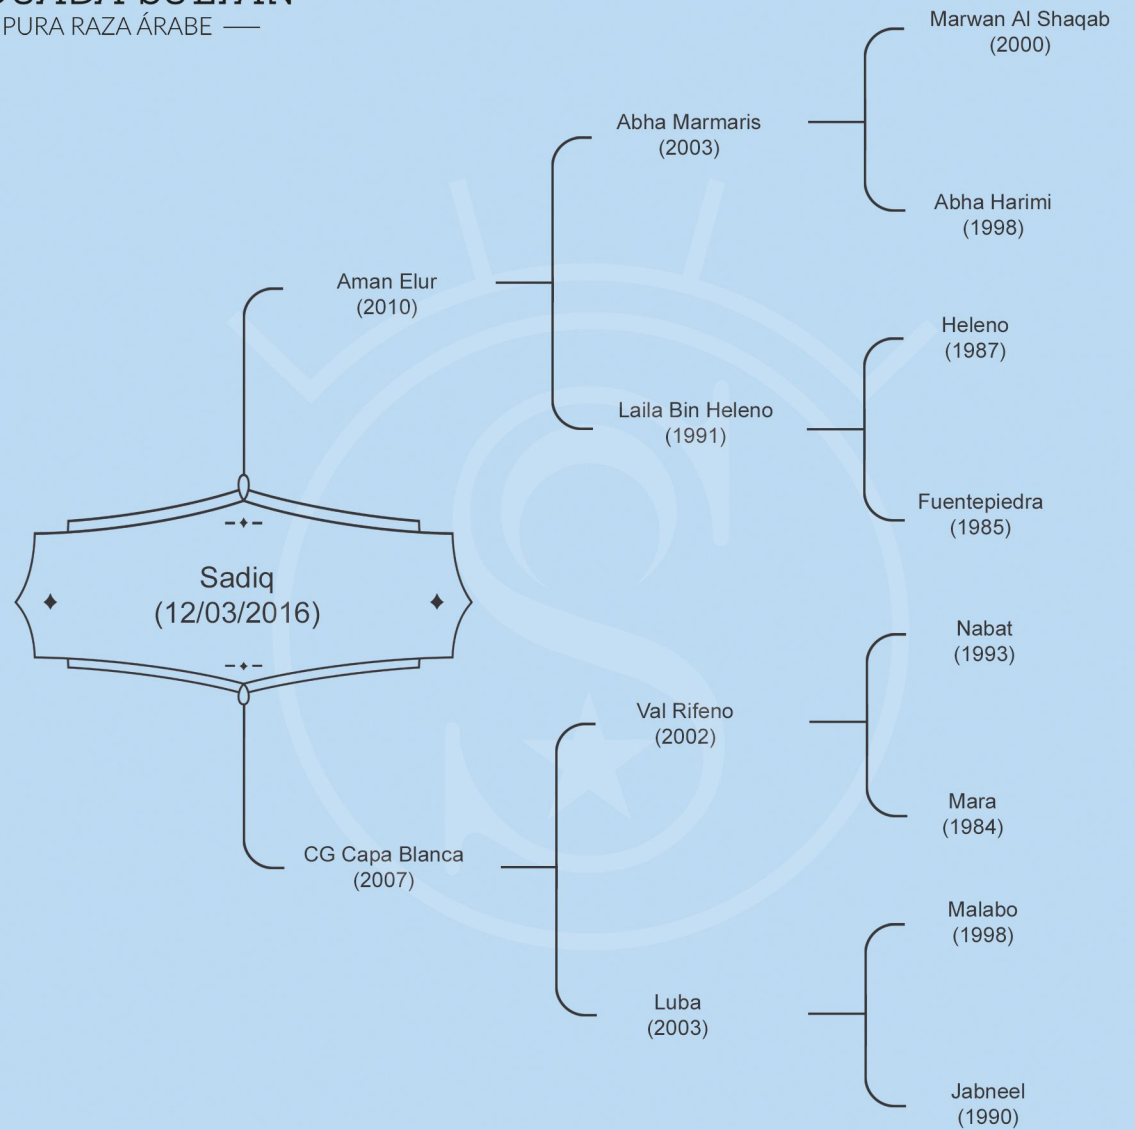 PURA RAZA ÁRABE
Marwan Al Shaqab
(2000)
Abha Marmaris
(2003)
Abha Harimi
(1998)
Aman Elur
(2010)
Heleno
(1987)
Laila Bin Heleno
(1991)
Fuentepiedra
(1985)
Sadiq
(12/03/2016)
Nabat
(1993)
Val Rifeno
(2002)
Mara
(1984)
CG Capa Blanca
(2007)
Malabo
(1998)
Luba
(2003)
Jabneel
(1990)